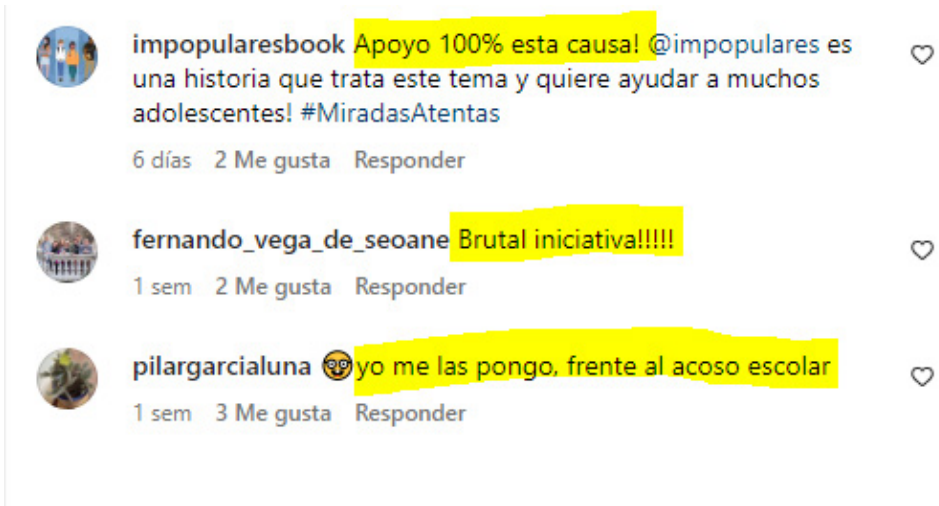 impopularesbook Apoyo 100% esta causa! @impopulares es
una historia que trata este tema y quiere ayudar a muchos
adolescentes! #MiradasAtentas
6 días 2 Me gusta Responder
fernando_vega_de_seoane Brutal iniciativa!!!!!
1 sem 2 Me gusta Responder
pilargarcialuna 🤓yo me las pongo, frente al acoso escolar
1 sem 3 Me gusta Responder